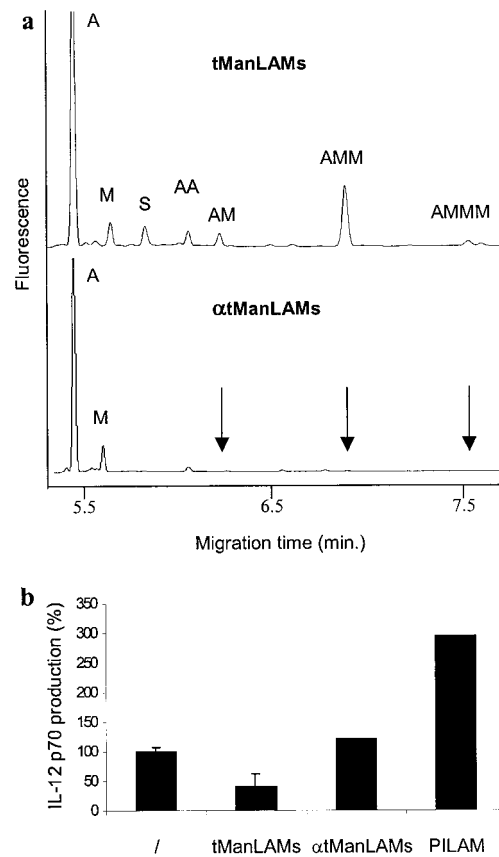 a
A
tManLAMs
M
S
AA
AM
AMM
AMMM
Fluorescence
A
αtManLAMs
M
5.5
6.5
7.5
Migration time (min.)
b
IL-12 p70 production (%)
350
300
250
200
150
100
50
0
/
tManLAMs
αtManLAMs
PILAM